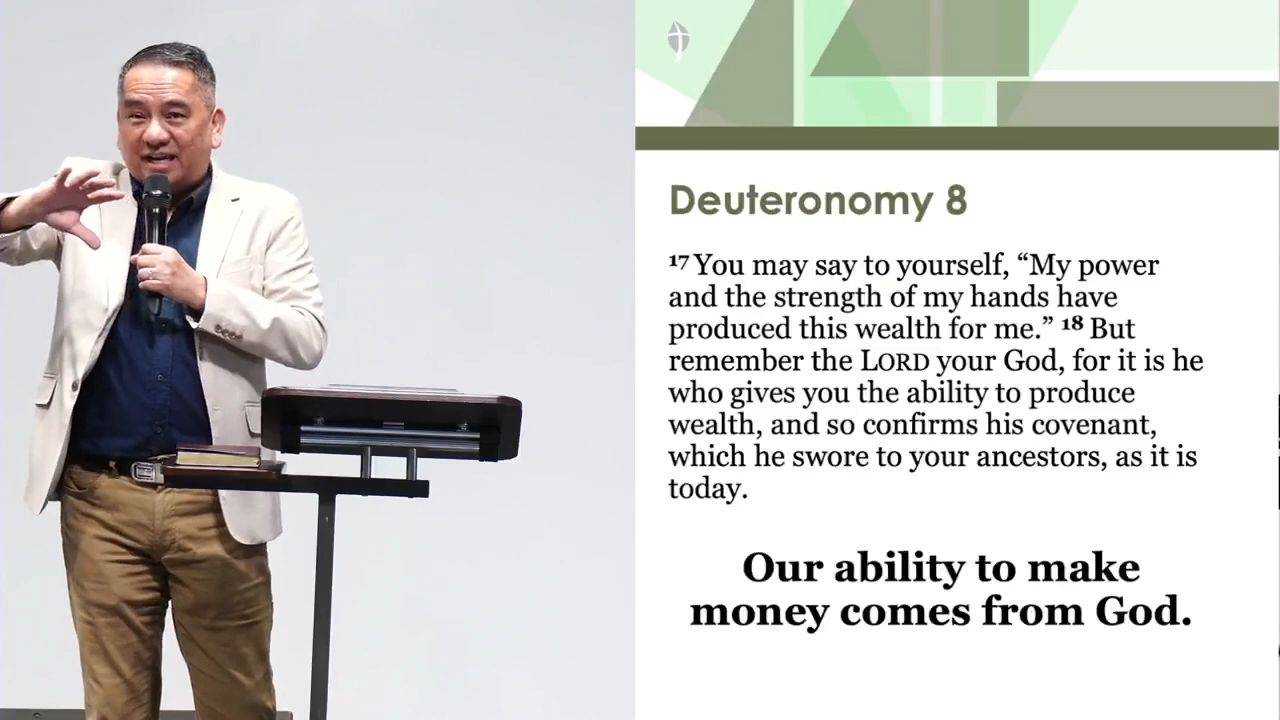 Deuteronomy 8
17 You may say to yourself, “My power
and the strength of my hands have
produced this wealth for me.” 18 But
remember the LORD your God, for it is he
who gives you the ability to produce
wealth, and so confirms his covenant,
which he swore to your ancestors, as it is
today.
Our ability to make
money comes from God.